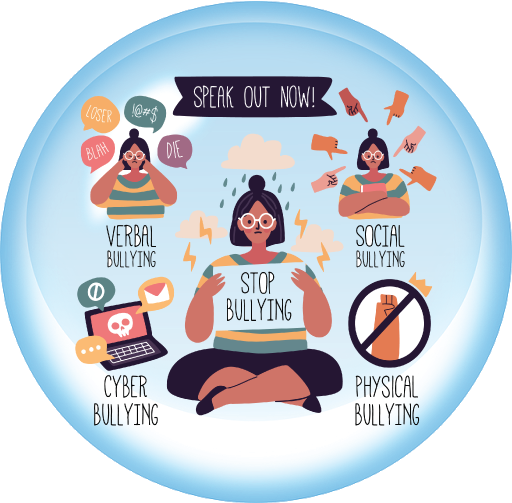 SPEAK OUT NOW!
LOSER
!@#$
BLAH
DIE
VERBAL
BULLYING
SOCIAL
BULLYING
STOP
BULLYING
CYBER
BULLYING
PHYSICAL
BULLYING